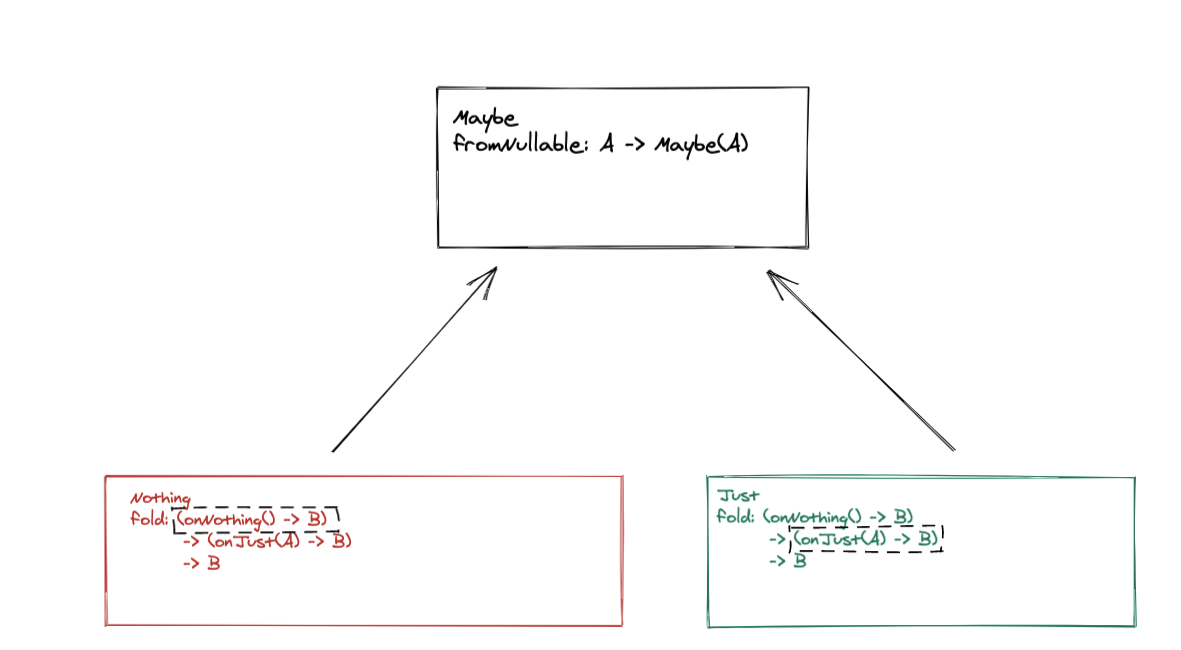 Maybe
fromNullable: A -> Maybe(A)
Nothing
fold: (onNothing() -> B)
-> (onJust(A) -> B)
-> B
Just
fold: (onNothing() -> B)
-> (onJust(A) -> B)
-> B